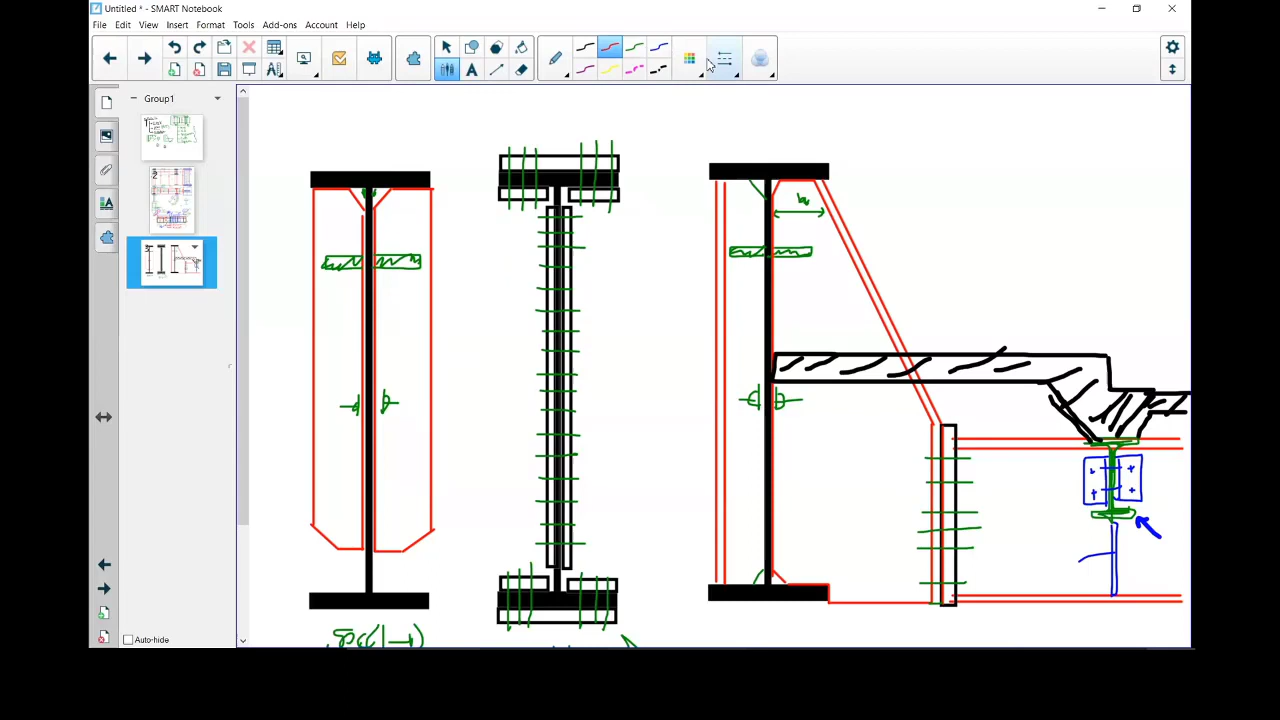 Untitled * - SMART Notebook
File Edit View Insert Format Tools Add-ons Account Help
Group1
Auto-hide